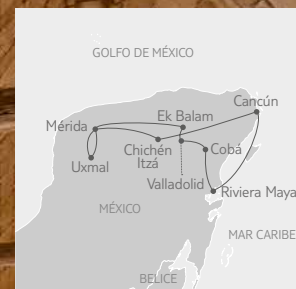 GOLFO DE MÉXICO
Cancún
Ek Balam
Mérida
Chichén
Itzá
Cobá
Uxmal
Valladolid
Riviera Maya
MÉXICO
MAR CARIBE
BELICE